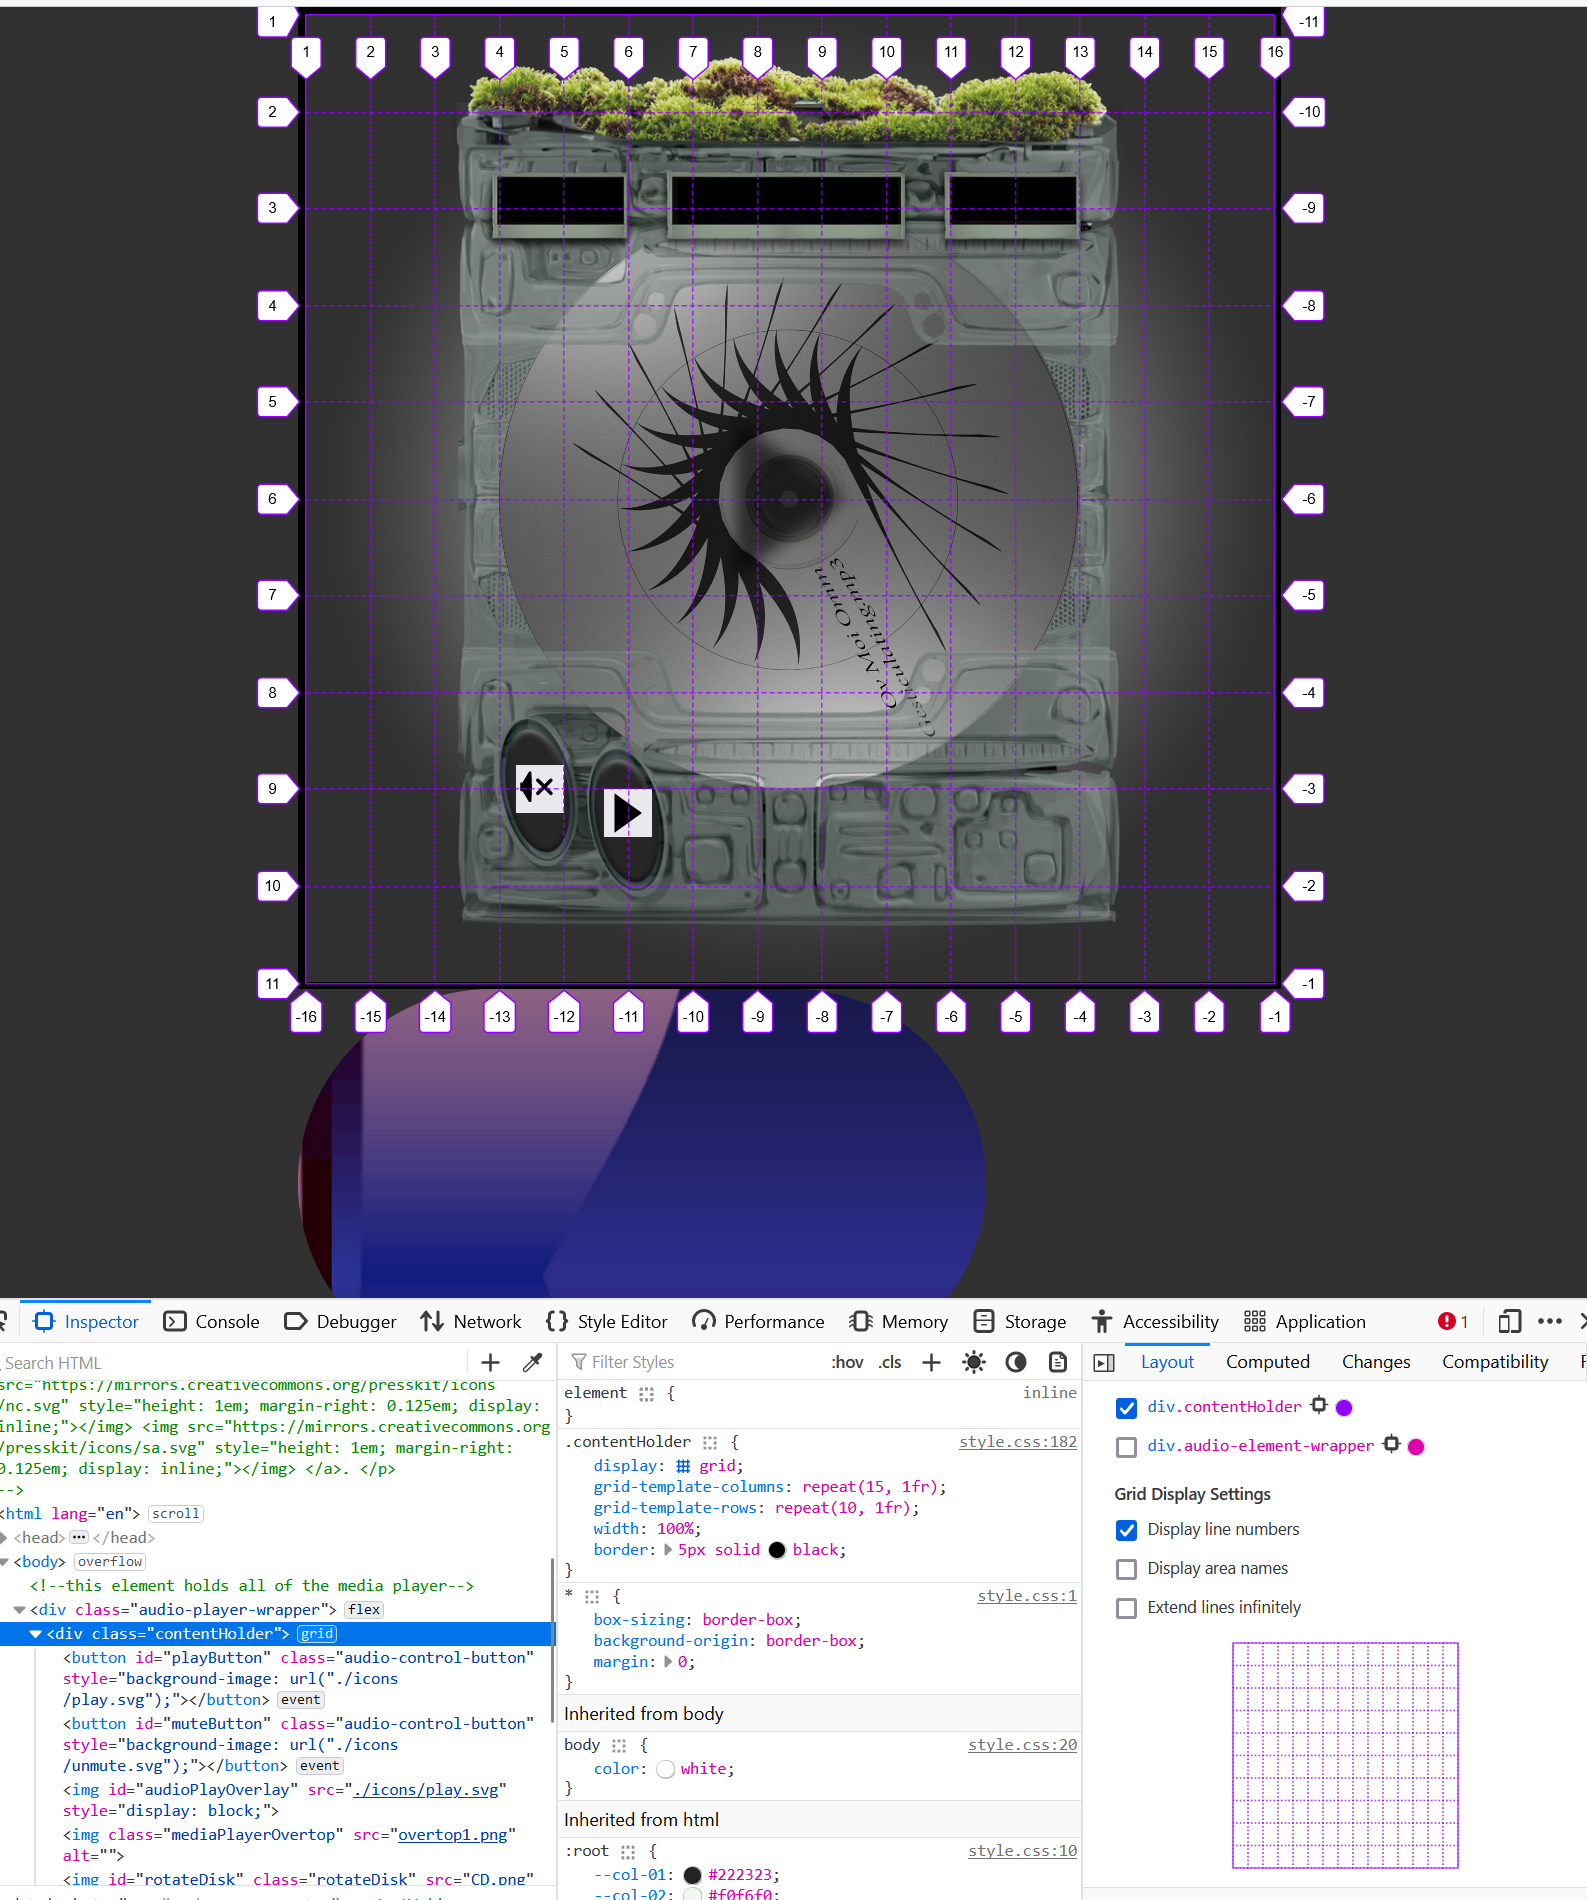 1 -11
1 2 3 4 5 6 7 8 9 10 11 12 13 14 15 16
2 -10
3 -9
4 -8
5 -7
6 -6
7 -5
Ov Moi Omm
Gesticulating.mp3
8 -4
9 -3
10 -2
11 -1
-16 -15 -14 -13 -12 -11 -10 -9 -8 -7 -6 -5 -4 -3 -2 -1
Inspector Console Debugger Network Style Editor Performance Memory Storage Accessibility Application 1
Search HTML
src="https://mirrors.creativecommons.org/presskit/icons
/nc.svg" style="height: 1em; margin-right: 0.125em; display:
inline;"></img> <img src="https://mirrors.creativecommons.org
/presskit/icons/sa.svg" style="height: 1em; margin-right:
0.125em; display: inline;"></img> </a>. </p>
-->
<html lang="en"> scroll
<head> ••• </head>
<body> overflow
<!--this element holds all of the media player-->
<div class="audio-player-wrapper"> flex
<div class="contentHolder"> grid
<button id="playButton" class="audio-control-button"
style="background-image: url("./icons
/play.svg");"></button> event
<button id="muteButton" class="audio-control-button"
style="background-image: url("./icons
/unmute.svg");"></button> event
<img id="audioPlayOverlay" src="./icons/play.svg"
style="display: block;">
<img class="mediaPlayerOvertop" src="overtop1.png"
alt="">
<img id="rotateDisk" class="rotateDisk" src="CD.png"
Filter Styles :hov .cls
element { inline
}
.contentHolder { style.css:182
display: grid;
grid-template-columns: repeat(15, 1fr);
grid-template-rows: repeat(10, 1fr);
width: 100%;
border: 5px solid black;
}
* { style.css:1
box-sizing: border-box;
background-origin: border-box;
margin: 0;
}
Inherited from body
body { style.css:20
color: white;
}
Inherited from html
:root { style.css:10
--col-01: #222323;
--col-02: #f0f6f0;
Layout Computed Changes Compatibility
div.contentHolder
div.audio-element-wrapper
Grid Display Settings
Display line numbers
Display area names
Extend lines infinitely